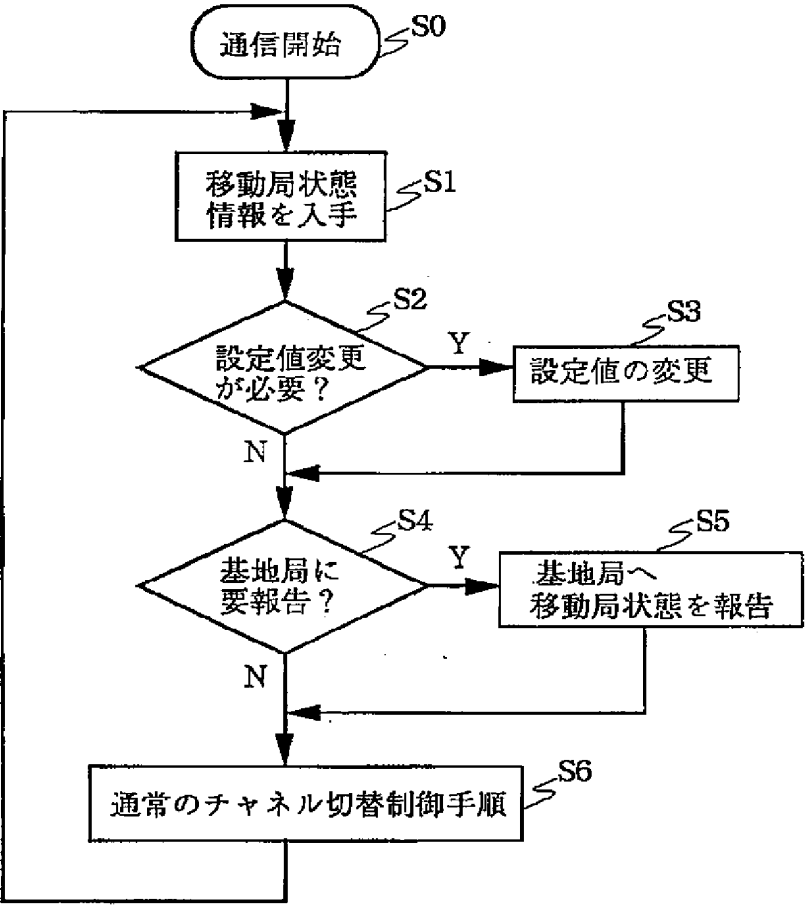 通信開始
S0
移動局状態
情報を入手
S1
設定値変更
が必要？
S2
Y
N
設定値の変更
S3
基地局に
要報告？
S4
Y
N
基地局へ
移動局状態を報告
S5
通常のチャネル切替制御手順
S6